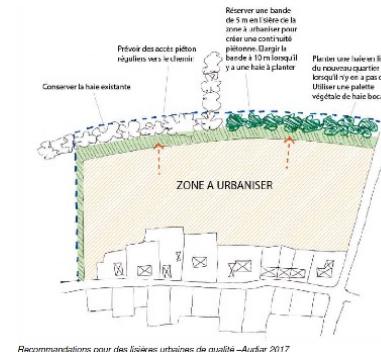 Réserver une bande
de 5 m en lisière de la
zone à urbaniser pour
créer une continuité
piétonne. Elargir la
bande à 10 m lorsqu'il
y a une haie à planter
Prévoir des accès piéton
réguliers vers le chemin
Planter une haie en li
du nouveau quartier
lorsqu'il n'y en a pas d
Utiliser une palette
végétale de haie boca
Conserver la haie existante
ZONE A URBANISER
Recommandations pour des lisières urbaines de qualité –Audiar 2017